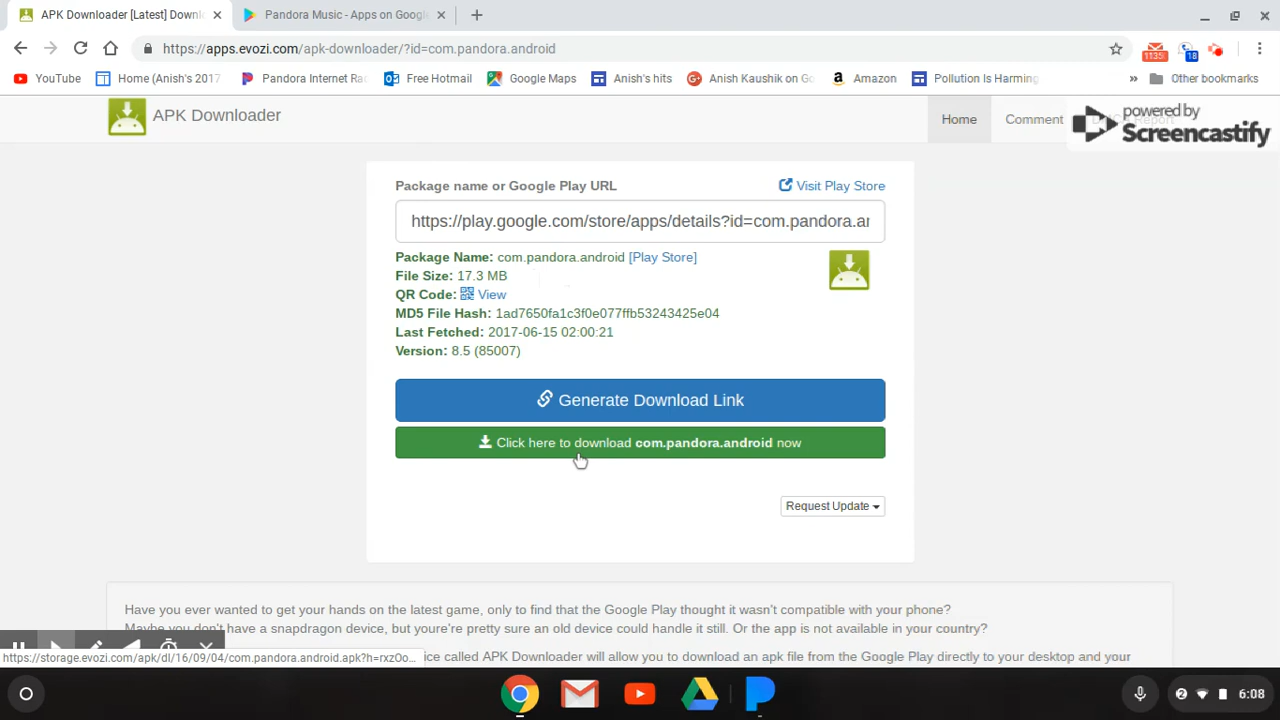 APK Downloader [Latest] Downl
Pandora Music - Apps on Google
https://apps.evozi.com/apk-downloader/?id=com.pandora.android
1135
18
YouTube
Home (Anish's 2017
Pandora Internet Ra
Free Hotmail
Google Maps
Anish's hits
Anish Kaushik on Go
Amazon
Pollution Is Harming
»
Other bookmarks
APK Downloader
Home
Comment
Report
powered by
Screencastify
Package name or Google Play URL
Visit Play Store
https://play.google.com/store/apps/details?id=com.pandora.ar
Package Name: com.pandora.android [Play Store]
File Size: 17.3 MB
QR Code: View
MD5 File Hash: 1ad7650fa1c3f0e077ffb53243425e04
Last Fetched: 2017-06-15 02:00:21
Version: 8.5 (85007)
Generate Download Link
Click here to download com.pandora.android now
Request Update
Have you ever wanted to get your hands on the latest game, only to find that the Google Play thought it wasn't compatible with your phone?
Maybe you don't have a snapdragon device, but youre're pretty sure an old device could handle it still. Or the app is not available in your country?
ice called APK Downloader will allow you to download an apk file from the Google Play directly to your desktop and your
https://storage.evozi.com/apk/dl/16/09/04/com.pandora.android.apk?h=rxzOo...
2
6:08